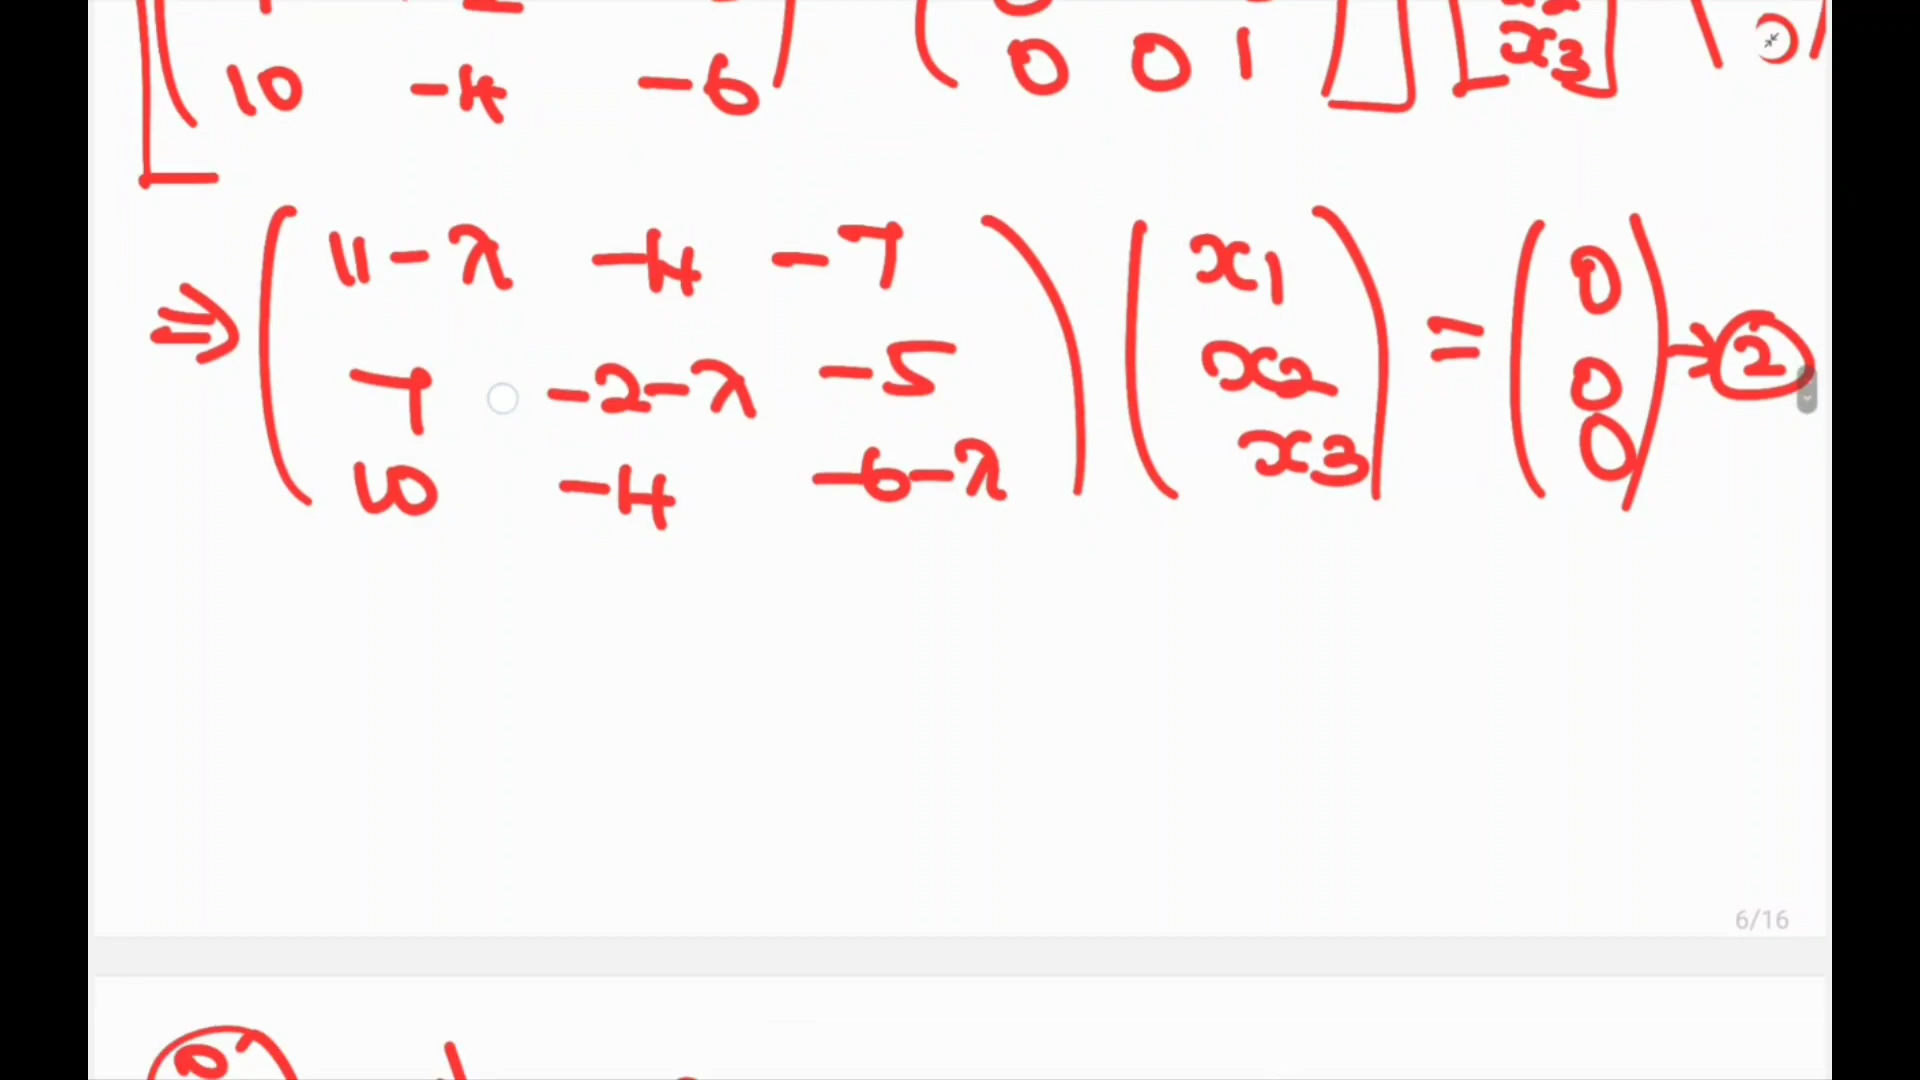 10 -4 -6 0 0 1 x3
⇒ ( 11-λ -4 -7 ) ( x1 ) = ( 0 ) → 2
7 -2-λ -5 x2 0
10 -4 -6-λ x3 0
6/16